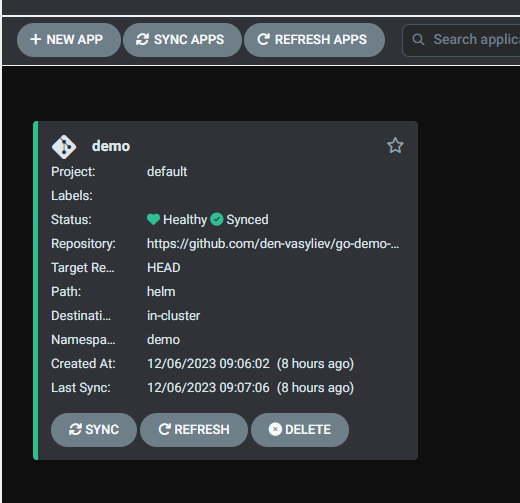 NEW APP SYNC APPS REFRESH APPS Search applica
demo
Project: default
Labels:
Status: Healthy Synced
Repository: https://github.com/den-vasyliev/go-demo-...
Target Re... HEAD
Path: helm
Destinati... in-cluster
Namespa... demo
Created At: 12/06/2023 09:06:02 (8 hours ago)
Last Sync: 12/06/2023 09:07:06 (8 hours ago)
SYNC REFRESH DELETE